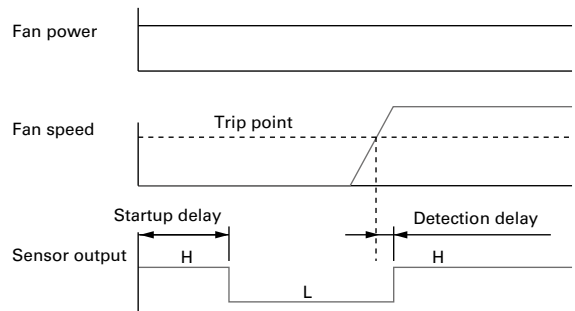 Fan power
Fan speed
Trip point
Startup delay
Detection delay
Sensor output
H
H
L